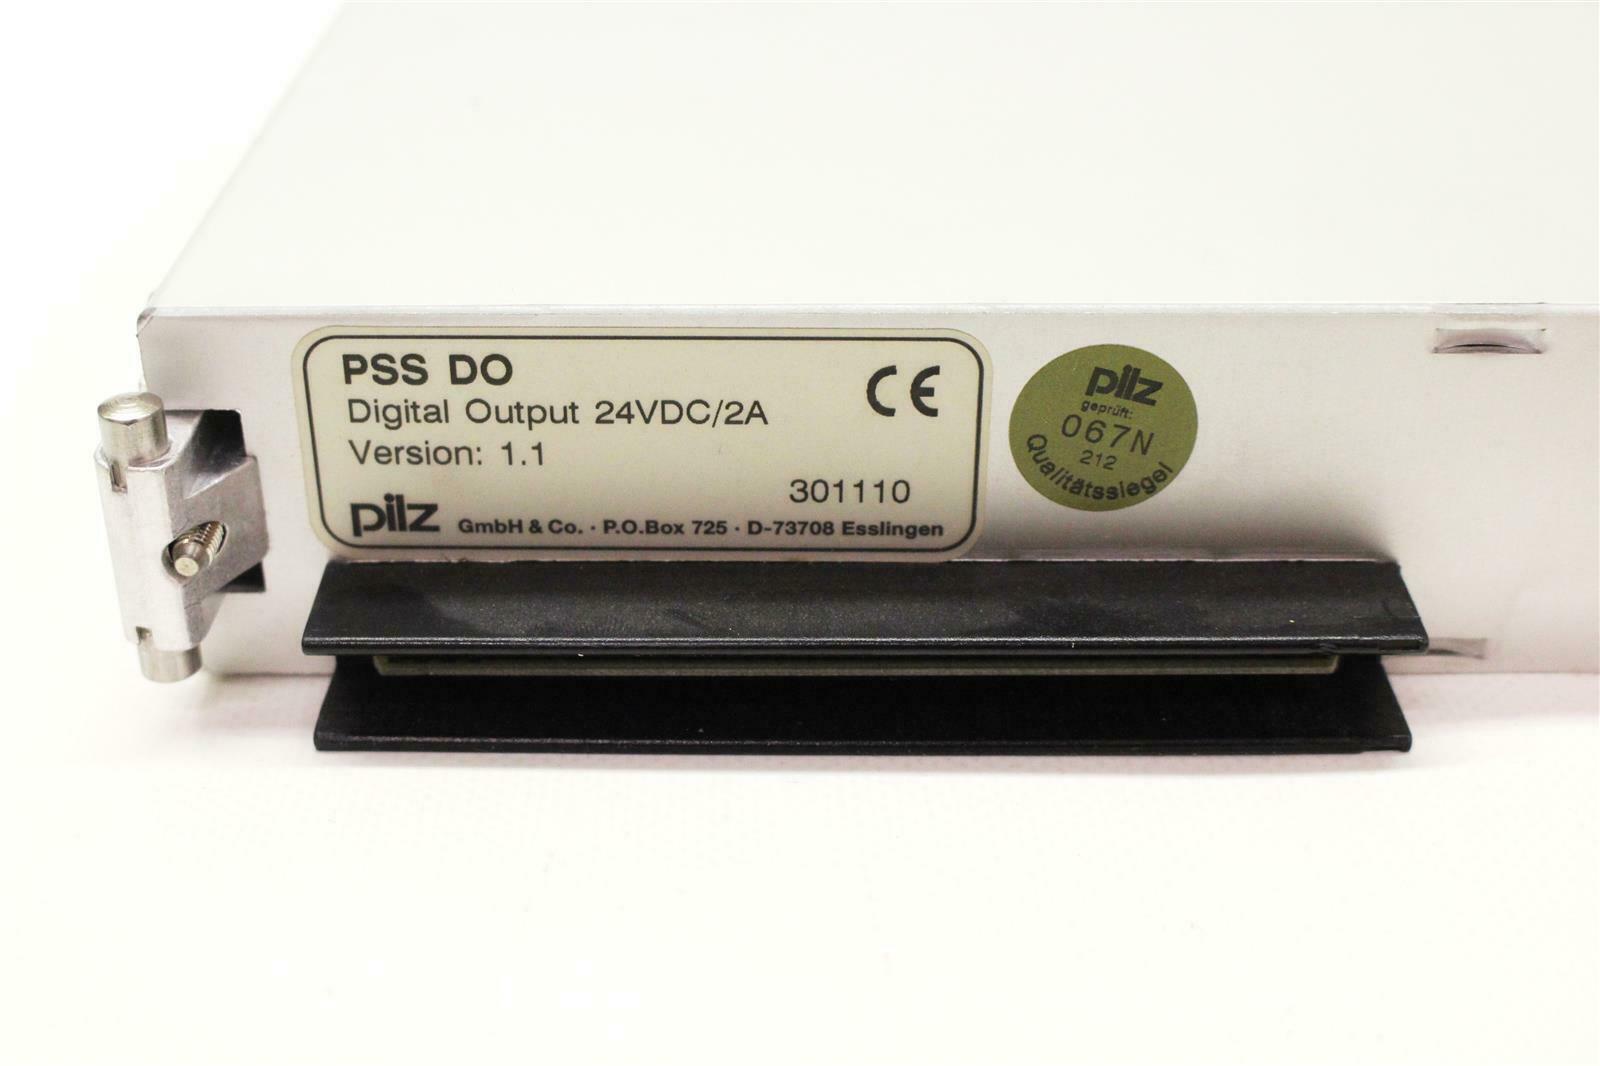 PSS DO
CE
Digital Output 24VDC/2A
Version: 1.1
301110
pilz GmbH & Co. · P.O.Box 725 · D-73708 Esslingen
pilz
geprüft:
067N
212
Qualitätssiegel